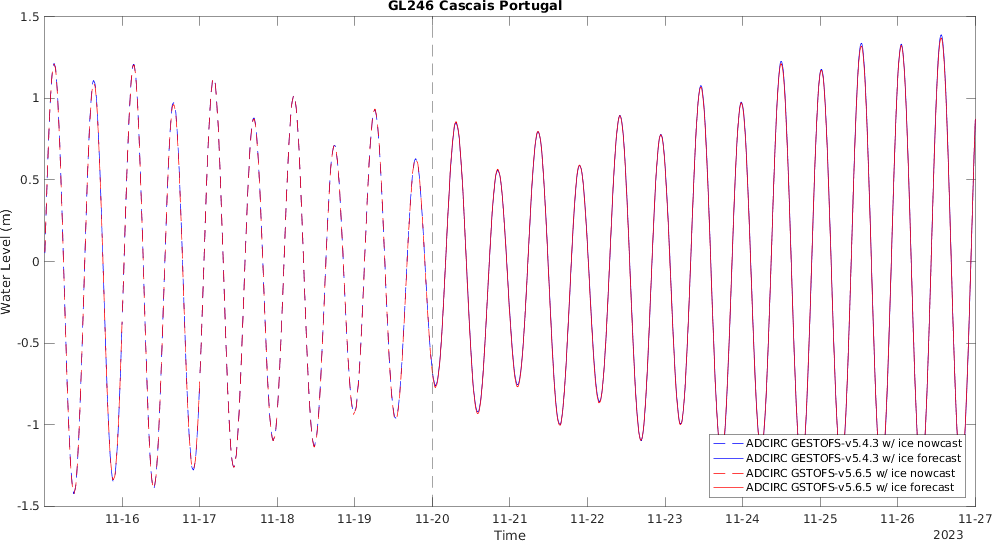 GL246 Cascais Portugal
1.5
1
0.5
0
-0.5
-1
-1.5
Water Level (m)
11-16
11-17
11-18
11-19
11-20
11-21
11-22
11-23
11-24
11-25
11-26
11-27
Time
2023
ADCIRC GESTOFS-v5.4.3 w/ ice nowcast
ADCIRC GESTOFS-v5.4.3 w/ ice forecast
ADCIRC GSTOFS-v5.6.5 w/ ice nowcast
ADCIRC GSTOFS-v5.6.5 w/ ice forecast